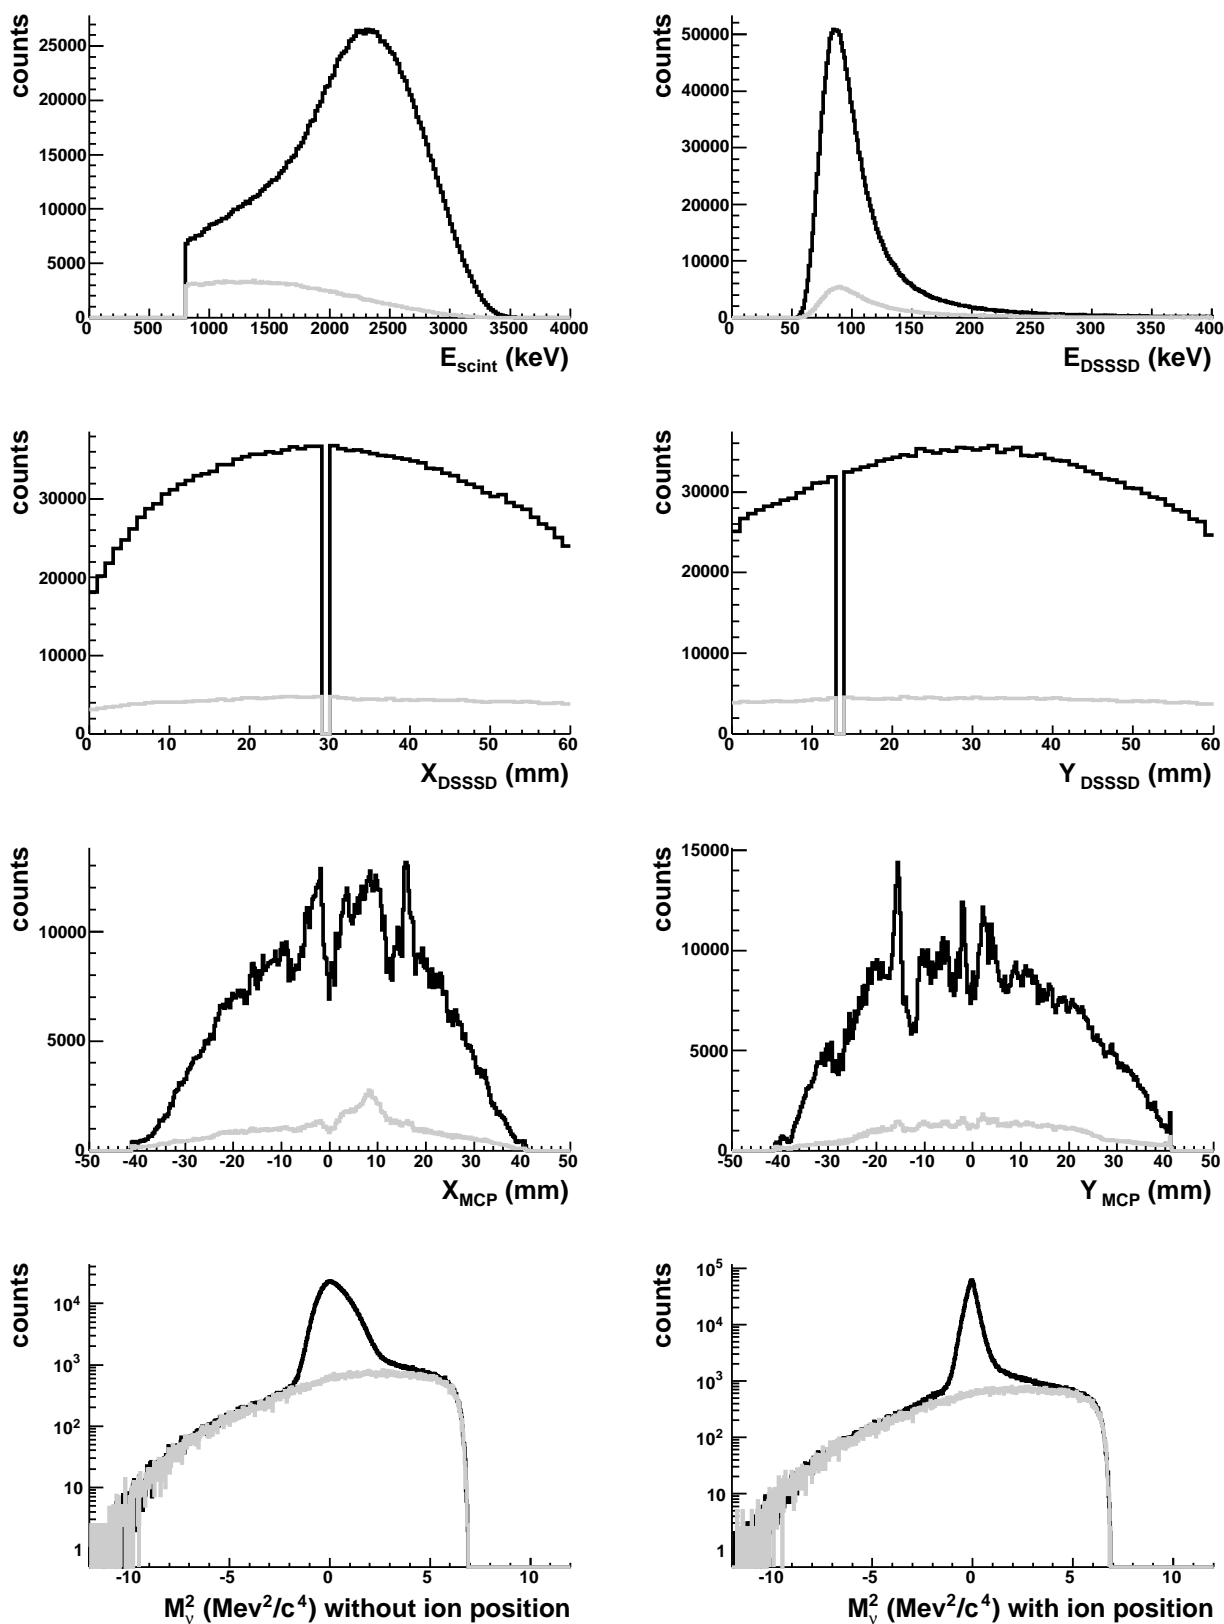 counts
25000
20000
15000
10000
5000
0
0 500 1000 1500 2000 2500 3000 3500 4000
E_scint (keV)
counts
50000
40000
30000
20000
10000
0
0 50 100 150 200 250 300 350 400
E_DSSSD (keV)
counts
30000
20000
10000
0
0 10 20 30 40 50 60
X_DSSSD (mm)
counts
30000
20000
10000
0
0 10 20 30 40 50 60
Y_DSSSD (mm)
counts
10000
5000
0
-50 -40 -30 -20 -10 0 10 20 30 40 50
X_MCP (mm)
counts
15000
10000
5000
0
-50 -40 -30 -20 -10 0 10 20 30 40 50
Y_MCP (mm)
counts
10^4
10^3
10^2
10
1
-10 -5 0 5 10
M_ν^2 (Mev^2/c^4) without ion position
counts
10^5
10^4
10^3
10^2
10
1
-10 -5 0 5 10
M_ν^2 (Mev^2/c^4) with ion position